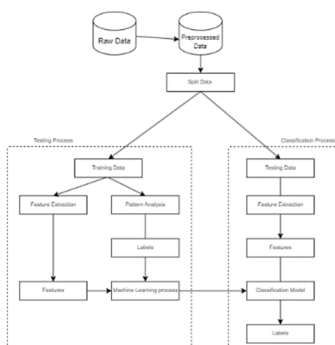 Raw Data
Preprocessed
Data
Split Data
Testing Process
Classification Process
Training Data
Testing Data
Feature Extraction
Pattern Analysis
Feature Extraction
Labels
Features
Features
Machine Learning process
Classification Model
Labels